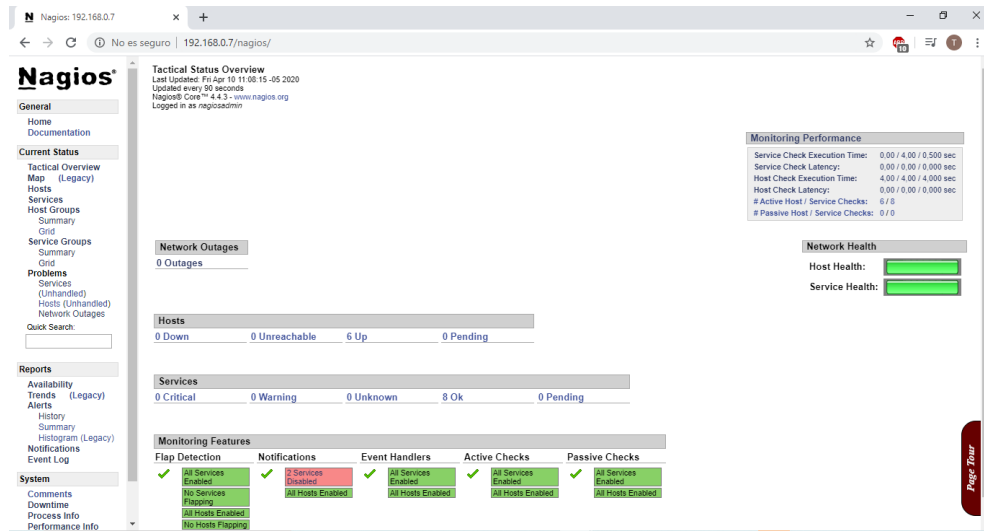 N Nagios: 192.168.0.7
No es seguro | 192.168.0.7/nagios/
ABP
10
T
Nagios®
General
Home
Documentation
Current Status
Tactical Overview
Map (Legacy)
Hosts
Services
Host Groups
Summary
Grid
Service Groups
Summary
Grid
Problems
Services
(Unhandled)
Hosts (Unhandled)
Network Outages
Quick Search:
Reports
Availability
Trends (Legacy)
Alerts
History
Summary
Histogram (Legacy)
Notifications
Event Log
System
Comments
Downtime
Process Info
Performance Info
Tactical Status Overview
Last Updated: Fri Apr 10 11:08:15 -05 2020
Updated every 90 seconds
Nagios® Core™ 4.4.3 - www.nagios.org
Logged in as nagiosadmin
Monitoring Performance
Service Check Execution Time: 0,00 / 4,00 / 0,500 sec
Service Check Latency: 0,00 / 0,00 / 0,000 sec
Host Check Execution Time: 4,00 / 4,00 / 4,000 sec
Host Check Latency: 0,00 / 0,00 / 0,000 sec
# Active Host / Service Checks: 6 / 8
# Passive Host / Service Checks: 0 / 0
Network Outages
0 Outages
Network Health
Host Health:
Service Health:
Hosts
0 Down 0 Unreachable 6 Up 0 Pending
Services
0 Critical 0 Warning 0 Unknown 8 Ok 0 Pending
Monitoring Features
Flap Detection Notifications Event Handlers Active Checks Passive Checks
All Services Enabled
No Services Flapping
All Hosts Enabled
No Hosts Flapping
2 Services Disabled
All Hosts Enabled
All Services Enabled
All Hosts Enabled
All Services Enabled
All Hosts Enabled
All Services Enabled
All Hosts Enabled
Page Tour